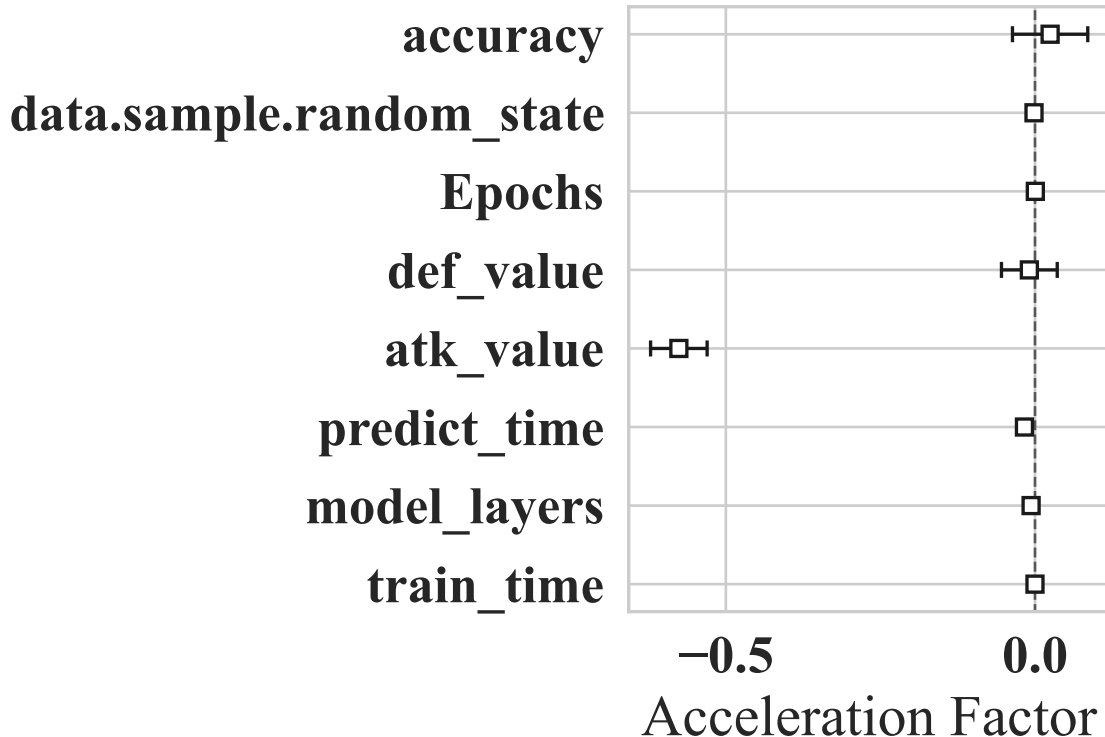 accuracy
data.sample.random_state
Epochs
def_value
atk_value
predict_time
model_layers
train_time
−0.5 0.0
Acceleration Factor